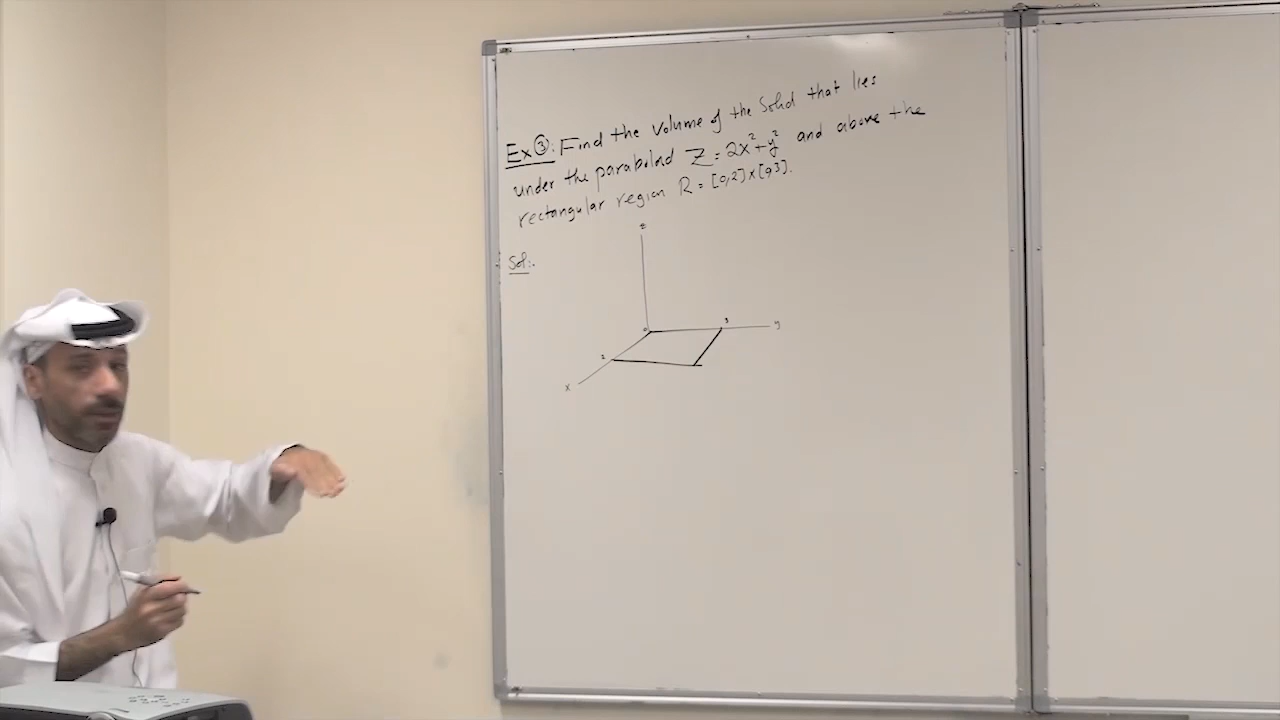 Ex③: Find the volume of the Solid that lies
under the paraboloid Z = 2x² + y² and above the
rectangular region R = [0,2] x [0,3].
Sol:.
z
0
3
y
2
x